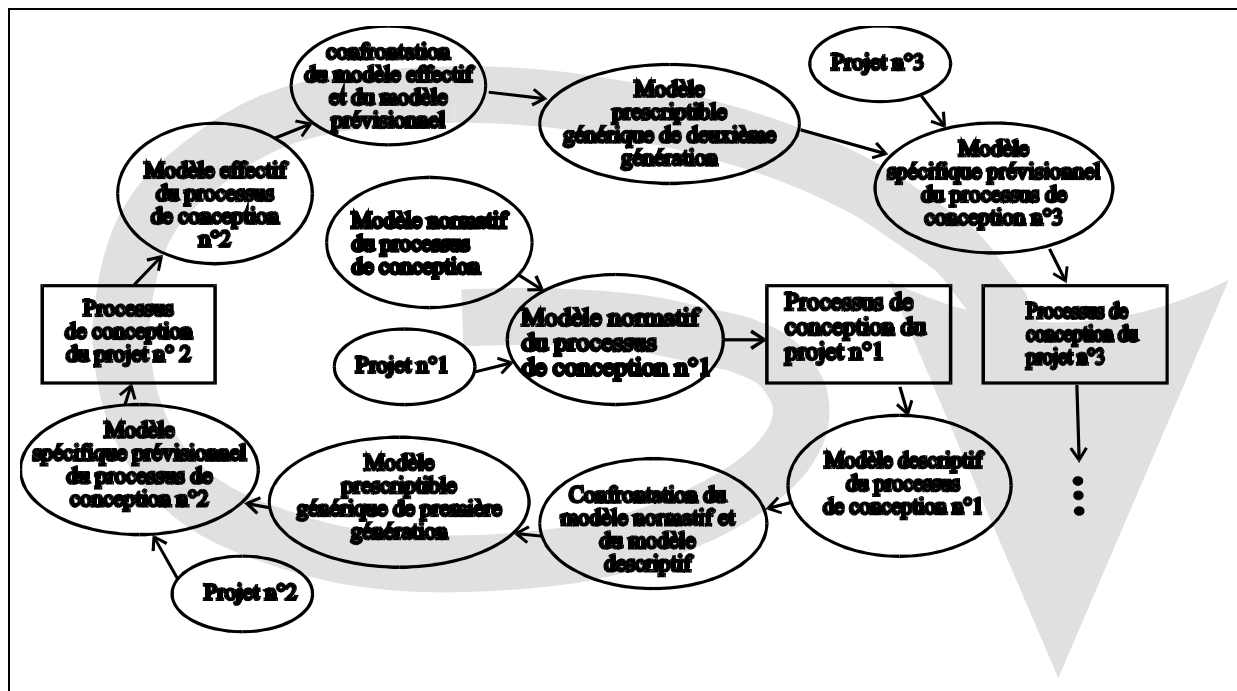 confrontation
du modèle effectif
et du modèle
prévisionnel
Modèle
prescriptible
générique de deuxième
génération
Projet n°3
Modèle
spécifique prévisionnel
du processus de
conception n°3
Modèle effectif
du processus
de conception
n°2
Modèle normatif
du processus
de conception
Processus
de conception
du projet n° 2
Projet n°1
Modèle normatif
du processus
de conception n°1
Processus de
conception du
projet n°1
Processus de
conception du
projet n°3
Modèle
spécifique prévisionnel
du processus de
conception n°2
Modèle
prescriptible
générique de première
génération
Confrontation du
modèle normatif et
du modèle
descriptif
Modèle descriptif
du processus
de conception n°1
Projet n°2